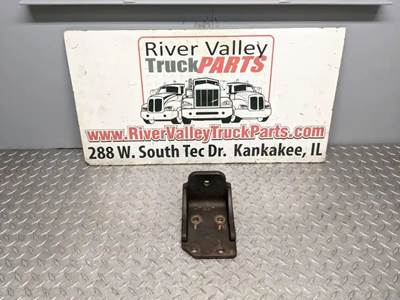 River Valley
TruckPARTS
www.RiverValleyTruckParts.com
288 W. South Tec Dr. Kankakee, IL